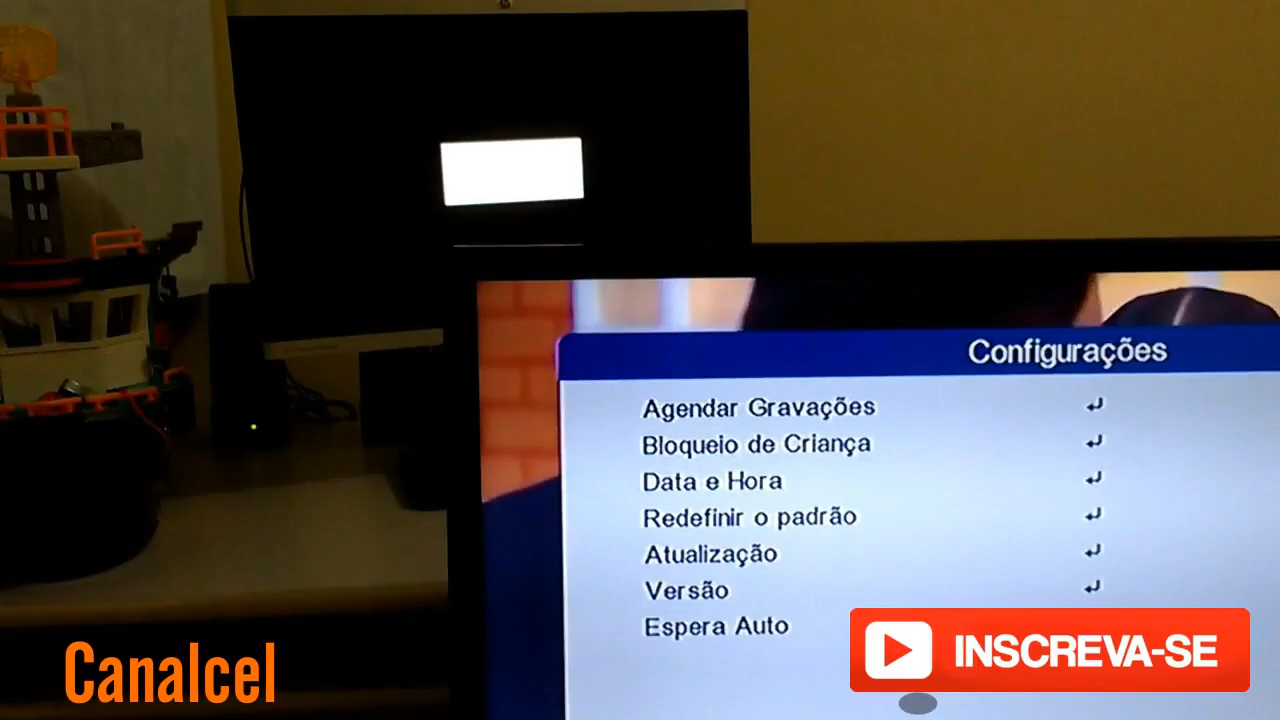 Configurações
Agendar Gravações
Bloqueio de Criança
Data e Hora
Redefinir o padrão
Atualização
Versão
Espera Auto
INSCREVA-SE
Canalcel